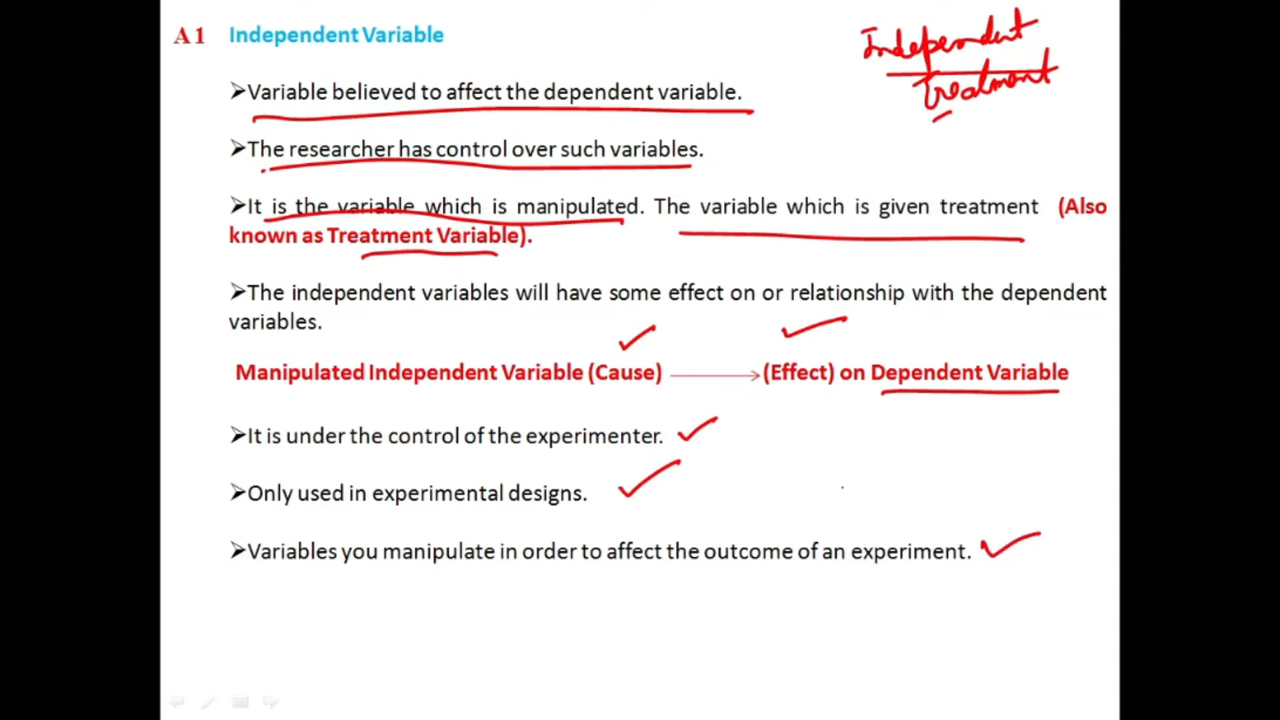 A1 Independent Variable
Independent
Treatment
➢Variable believed to affect the dependent variable.
➢The researcher has control over such variables.
➢It is the variable which is manipulated. The variable which is given treatment (Also
known as Treatment Variable).
➢The independent variables will have some effect on or relationship with the dependent
variables.
Manipulated Independent Variable (Cause) ⟶ (Effect) on Dependent Variable
➢It is under the control of the experimenter.
➢Only used in experimental designs.
➢Variables you manipulate in order to affect the outcome of an experiment.